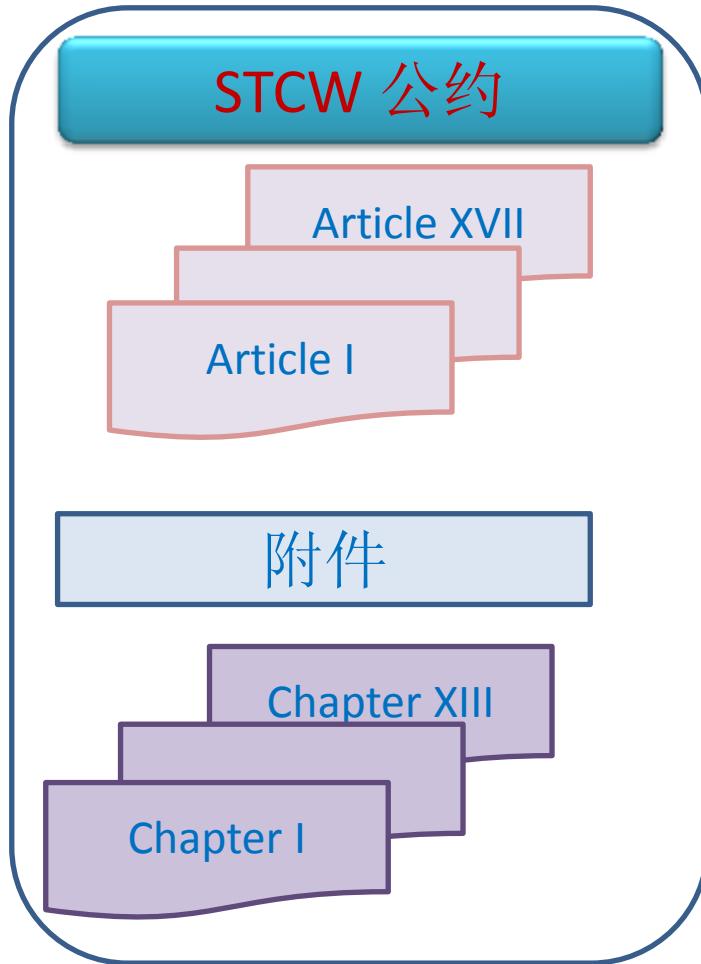 STCW 公约
Article XVII
Article I
附件
Chapter XIII
Chapter I